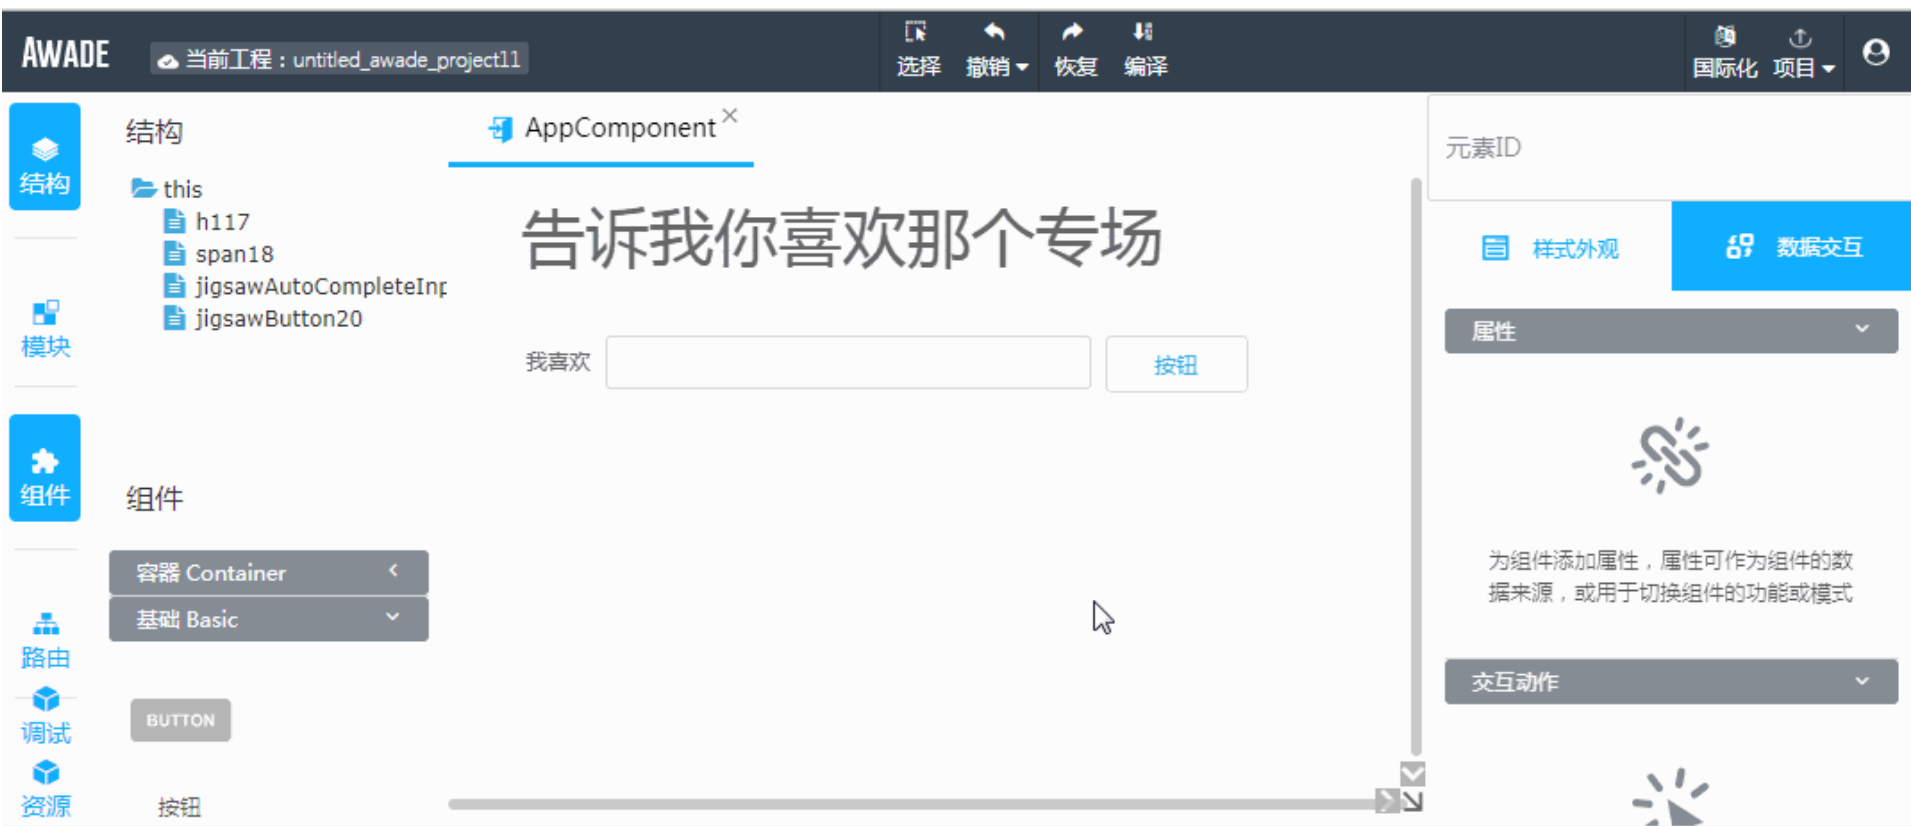 AWADE
当前工程：untitled_awade_project11
选择
撤销
恢复
编译
国际化
项目
结构
模块
组件
路由
调试
资源
结构
this
h117
span18
jigsawAutoCompleteInp
jigsawButton20
组件
容器 Container
基础 Basic
BUTTON
按钮
AppComponent
告诉我你喜欢那个专场
我喜欢
按钮
元素ID
样式外观
数据交互
属性
为组件添加属性，属性可作为组件的数
据来源，或用于切换组件的功能或模式
交互动作